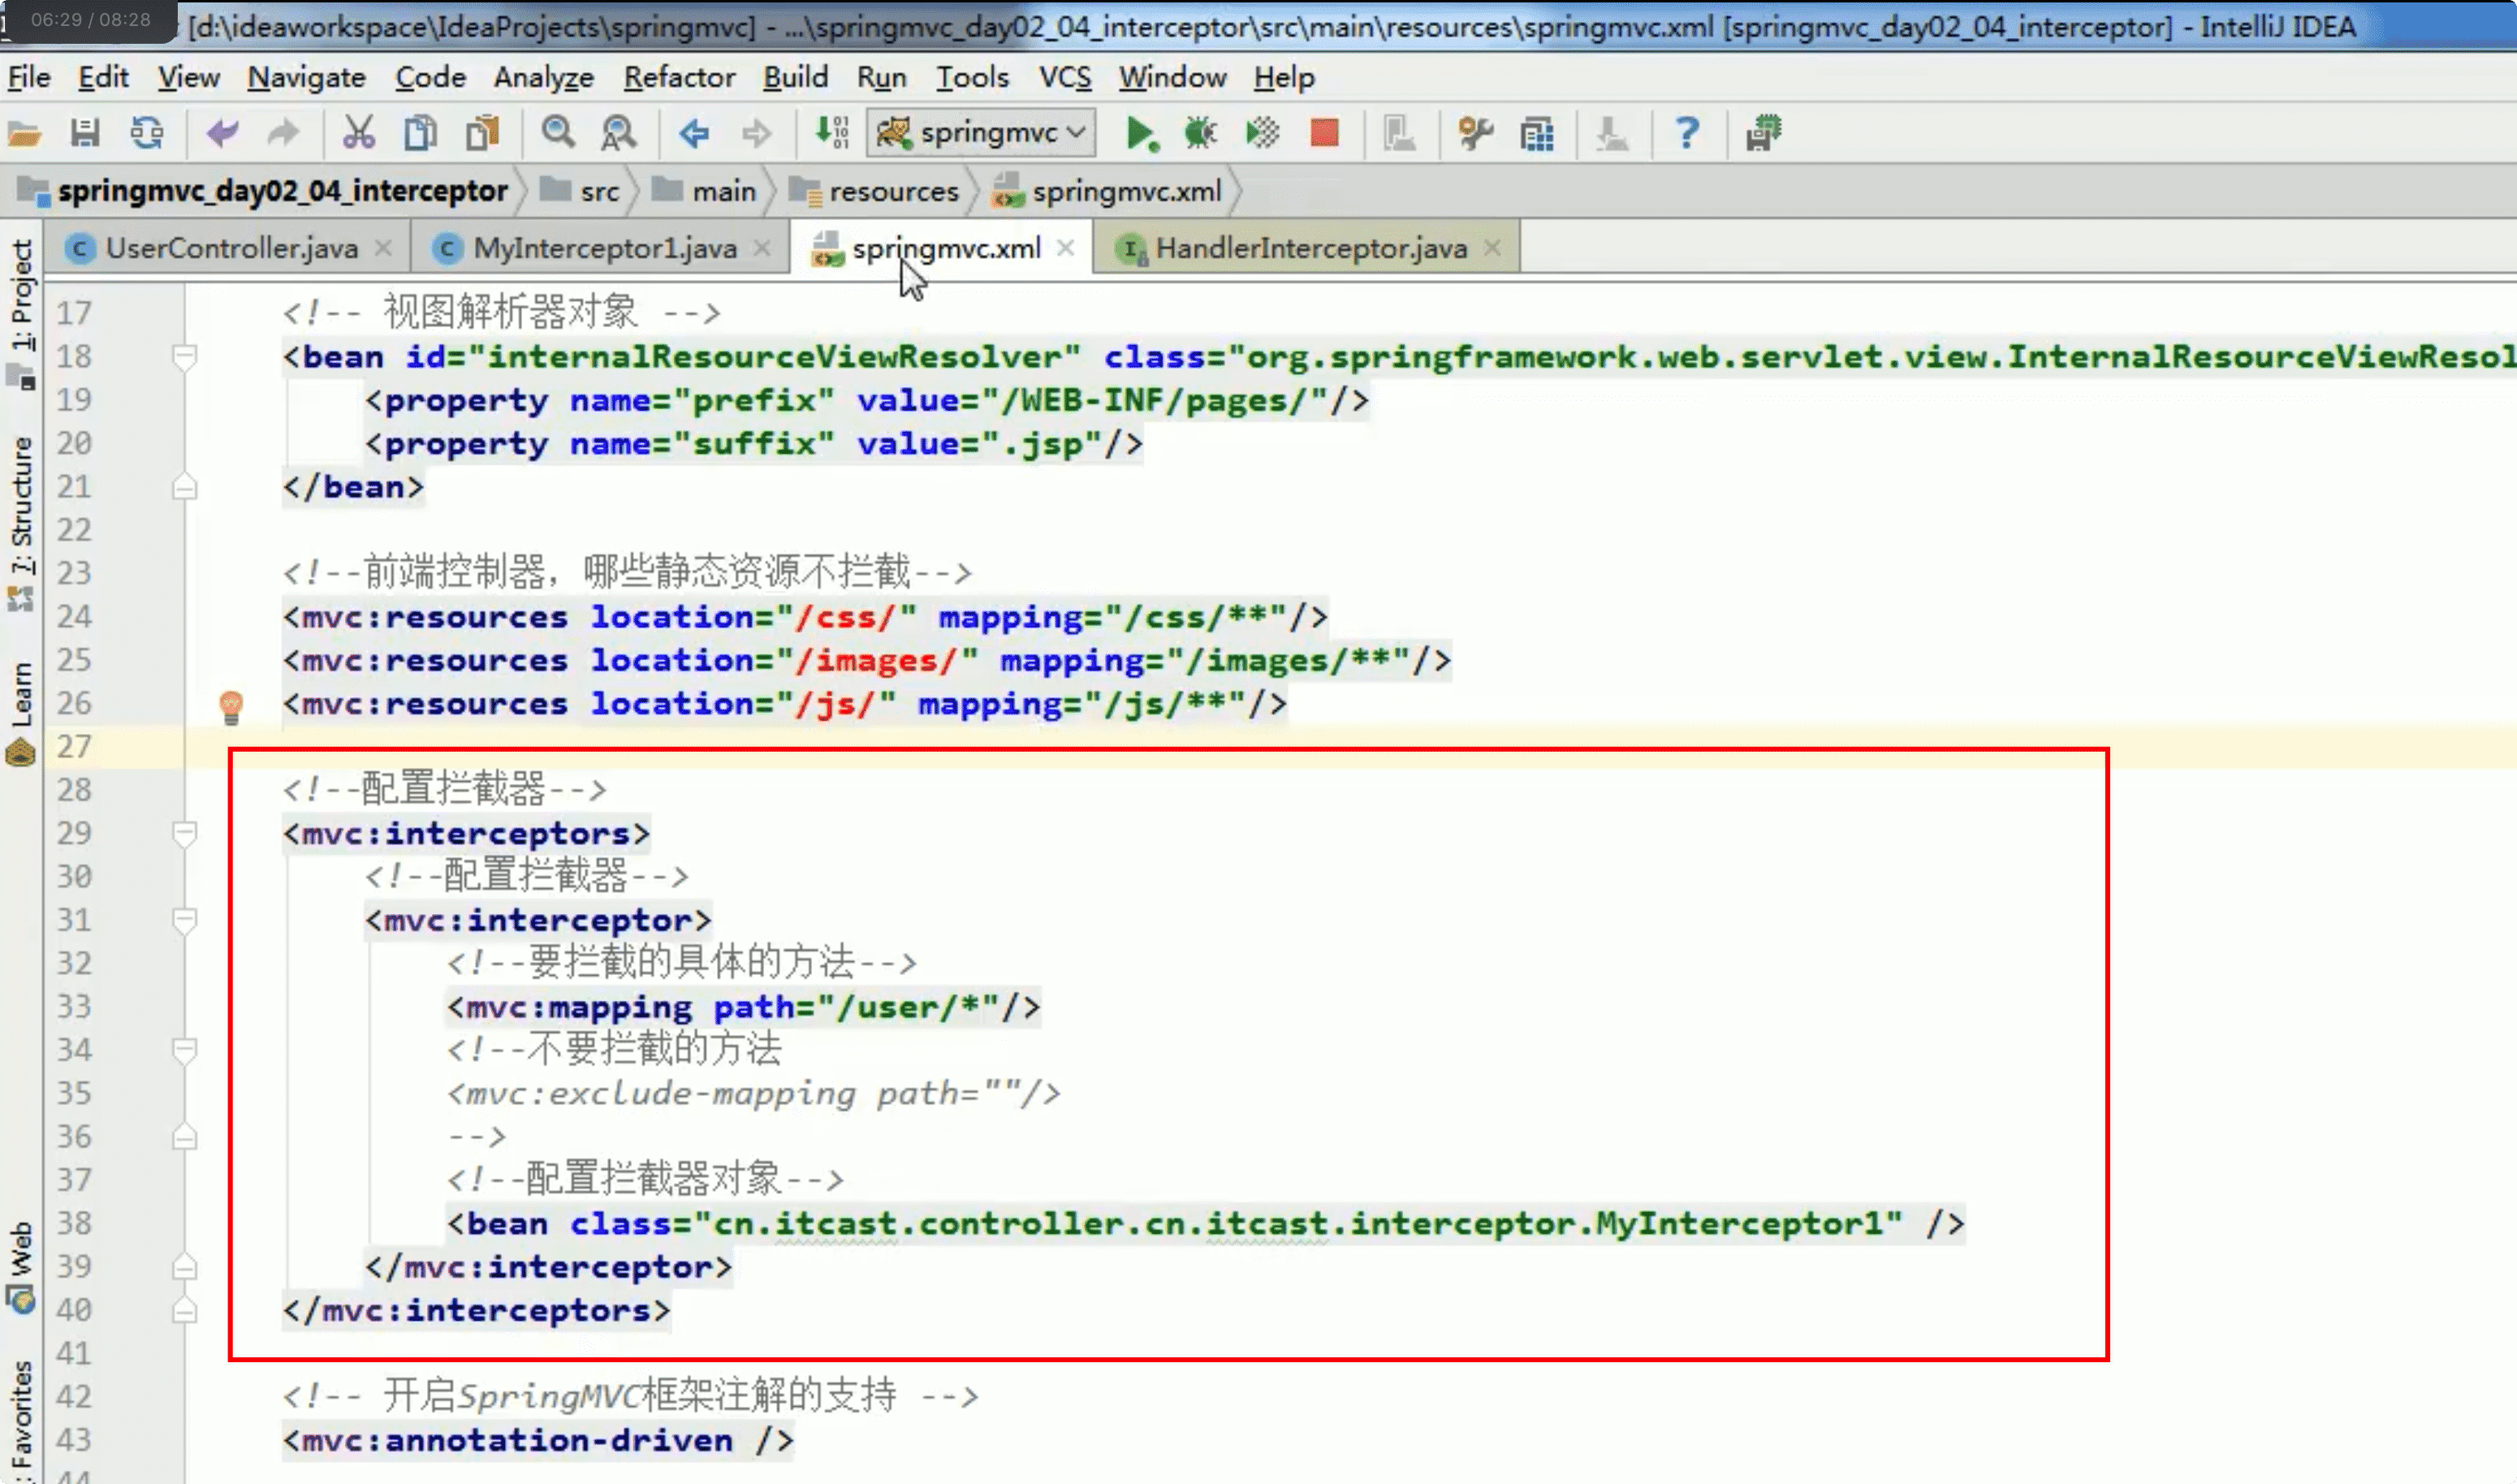 06:29 / 08:28
[d:\ideaworkspace\IdeaProjects\springmvc] - ...\springmvc_day02_04_interceptor\src\main\resources\springmvc.xml [springmvc_day02_04_interceptor] - IntelliJ IDEA
File Edit View Navigate Code Analyze Refactor Build Run Tools VCS Window Help
springmvc
springmvc_day02_04_interceptor src main resources springmvc.xml
UserController.java MyInterceptor1.java springmvc.xml HandlerInterceptor.java
1: Project
7: Structure
Learn
Web
Favorites
17 <!-- 视图解析器对象 -->
18 <bean id="internalResourceViewResolver" class="org.springframework.web.servlet.view.InternalResourceViewResol
19 <property name="prefix" value="/WEB-INF/pages/"/>
20 <property name="suffix" value=".jsp"/>
21 </bean>
22
23 <!--前端控制器，哪些静态资源不拦截-->
24 <mvc:resources location="/css/" mapping="/css/**"/>
25 <mvc:resources location="/images/" mapping="/images/**"/>
26 <mvc:resources location="/js/" mapping="/js/**"/>
27
28 <!--配置拦截器-->
29 <mvc:interceptors>
30 <!--配置拦截器-->
31 <mvc:interceptor>
32 <!--要拦截的具体的方法-->
33 <mvc:mapping path="/user/*"/>
34 <!--不要拦截的方法
35 <mvc:exclude-mapping path=""/>
36 -->
37 <!--配置拦截器对象-->
38 <bean class="cn.itcast.controller.cn.itcast.interceptor.MyInterceptor1" />
39 </mvc:interceptor>
40 </mvc:interceptors>
41
42 <!-- 开启SpringMVC框架注解的支持 -->
43 <mvc:annotation-driven />
44